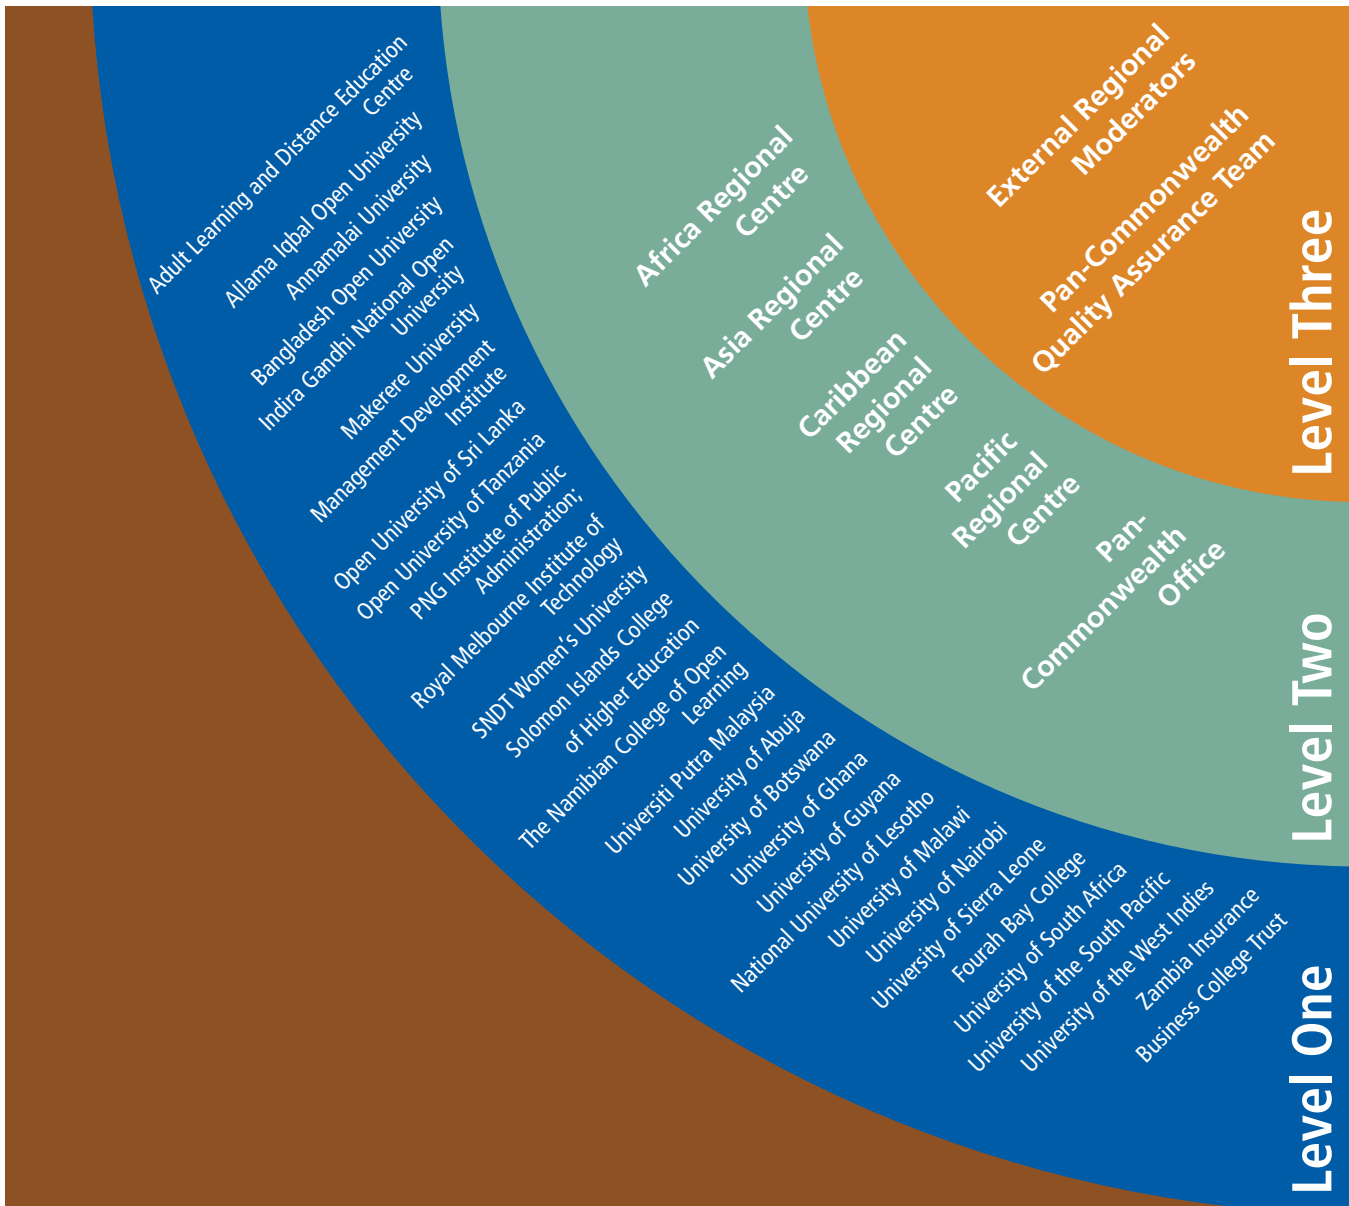 External Regional
Moderators
Pan-Commonwealth
Quality Assurance Team
Level Three
Africa Regional
Centre
Asia Regional
Centre
Caribbean
Regional
Centre
Pacific
Regional
Centre
Pan-
Commonwealth
Office
Level Two
Adult Learning and Distance Education
Centre
Allama Iqbal Open University
Annamalai University
Bangladesh Open University
Indira Gandhi National Open
University
Makerere University
Management Development
Institute
Open University of Sri Lanka
Open University of Tanzania
PNG Institute of Public
Administration;
Royal Melbourne Institute of
Technology
SNDT Women’s University
Solomon Islands College
of Higher Education
The Namibian College of Open
Learning
Universiti Putra Malaysia
University of Abuja
University of Botswana
University of Ghana
University of Guyana
National University of Lesotho
University of Malawi
University of Nairobi
University of Sierra Leone
Fourah Bay College
University of South Africa
University of the South Pacific
University of the West Indies
Zambia Insurance
Business College Trust
Level One